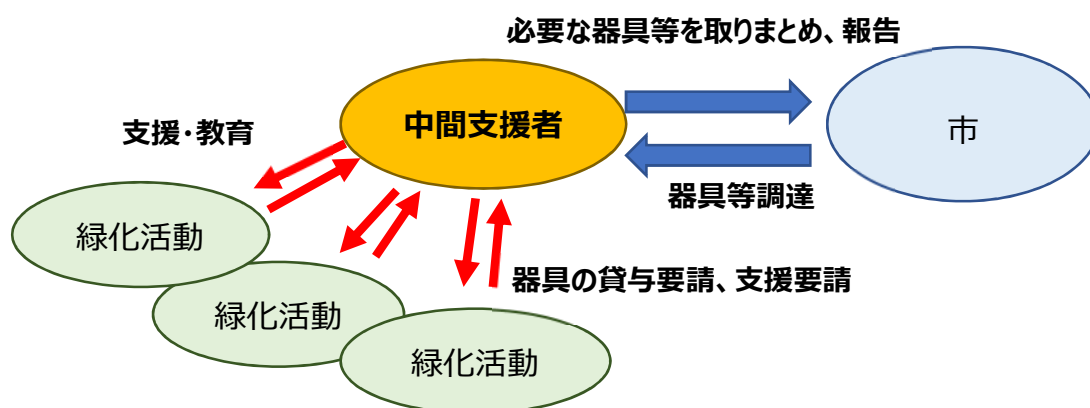 必要な器具等を取りまとめ、報告
中間支援者
市
支援・教育
器具等調達
緑化活動
器具の貸与要請、支援要請
緑化活動
緑化活動